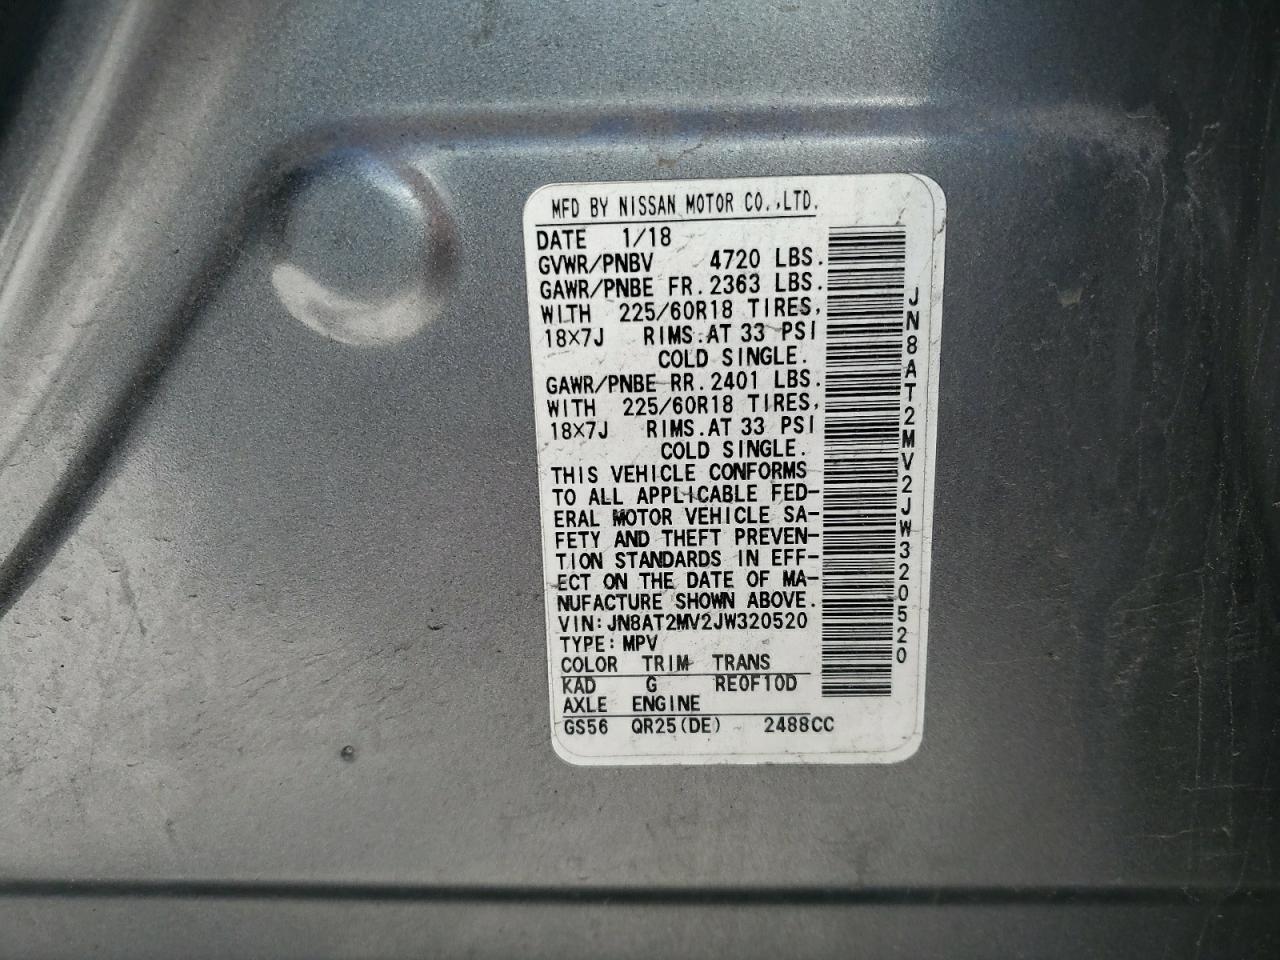 MFD BY NISSAN MOTOR CO.,LTD.
DATE 1/18
GVWR/PNBV 4720 LBS.
GAWR/PNBE FR. 2363 LBS.
WITH 225/60R18 TIRES,
18×7J RIMS.AT 33 PSI
COLD SINGLE.
GAWR/PNBE RR. 2401 LBS.
WITH 225/60R18 TIRES,
18×7J RIMS.AT 33 PSI
COLD SINGLE.
THIS VEHICLE CONFORMS
TO ALL APPLICABLE FED-
ERAL MOTOR VEHICLE SA-
FETY AND THEFT PREVEN-
TION STANDARDS IN EFF-
ECT ON THE DATE OF MA-
NUFACTURE SHOWN ABOVE.
VIN:JN8AT2MV2JW320520
TYPE:MPV
COLOR TRIM TRANS
KAD G RE0F10D
AXLE ENGINE
GS56 QR25(DE) 2488CC
JN8AT2MV2JW320520